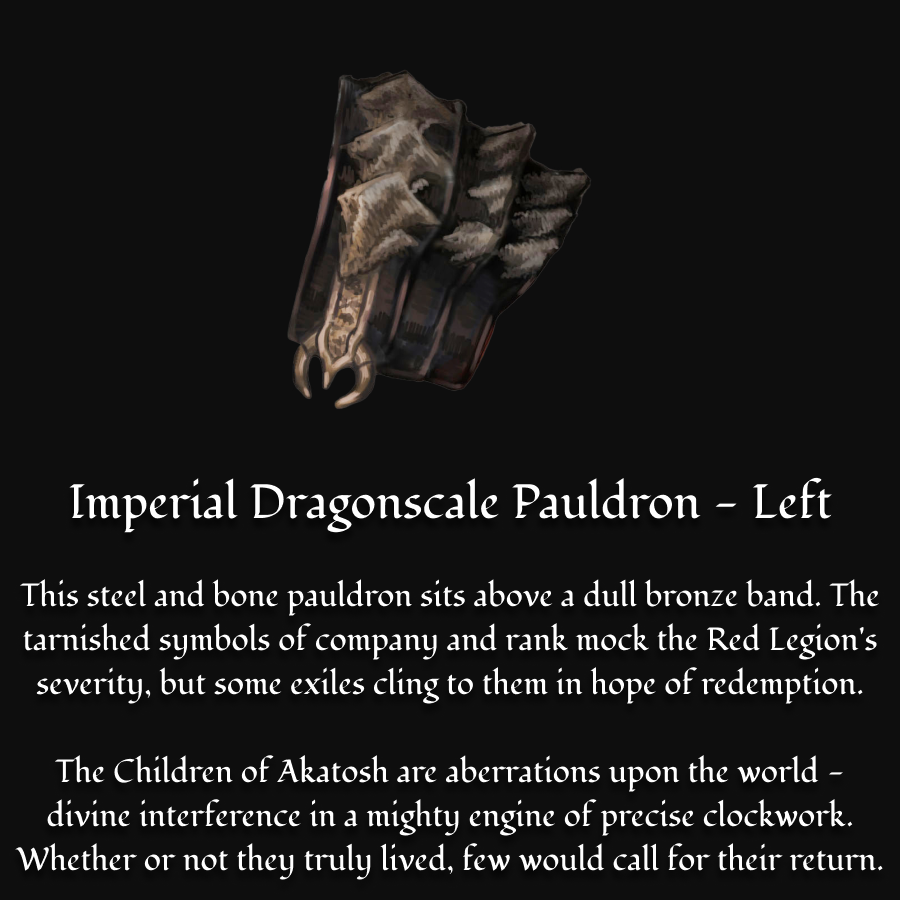 Imperial Dragonscale Pauldron – Left
This steel and bone pauldron sits above a dull bronze band. The
tarnished symbols of company and rank mock the Red Legion's
severity, but some exiles cling to them in hope of redemption.
The Children of Akatosh are aberrations upon the world –
divine interference in a mighty engine of precise clockwork.
Whether or not they truly lived, few would call for their return.